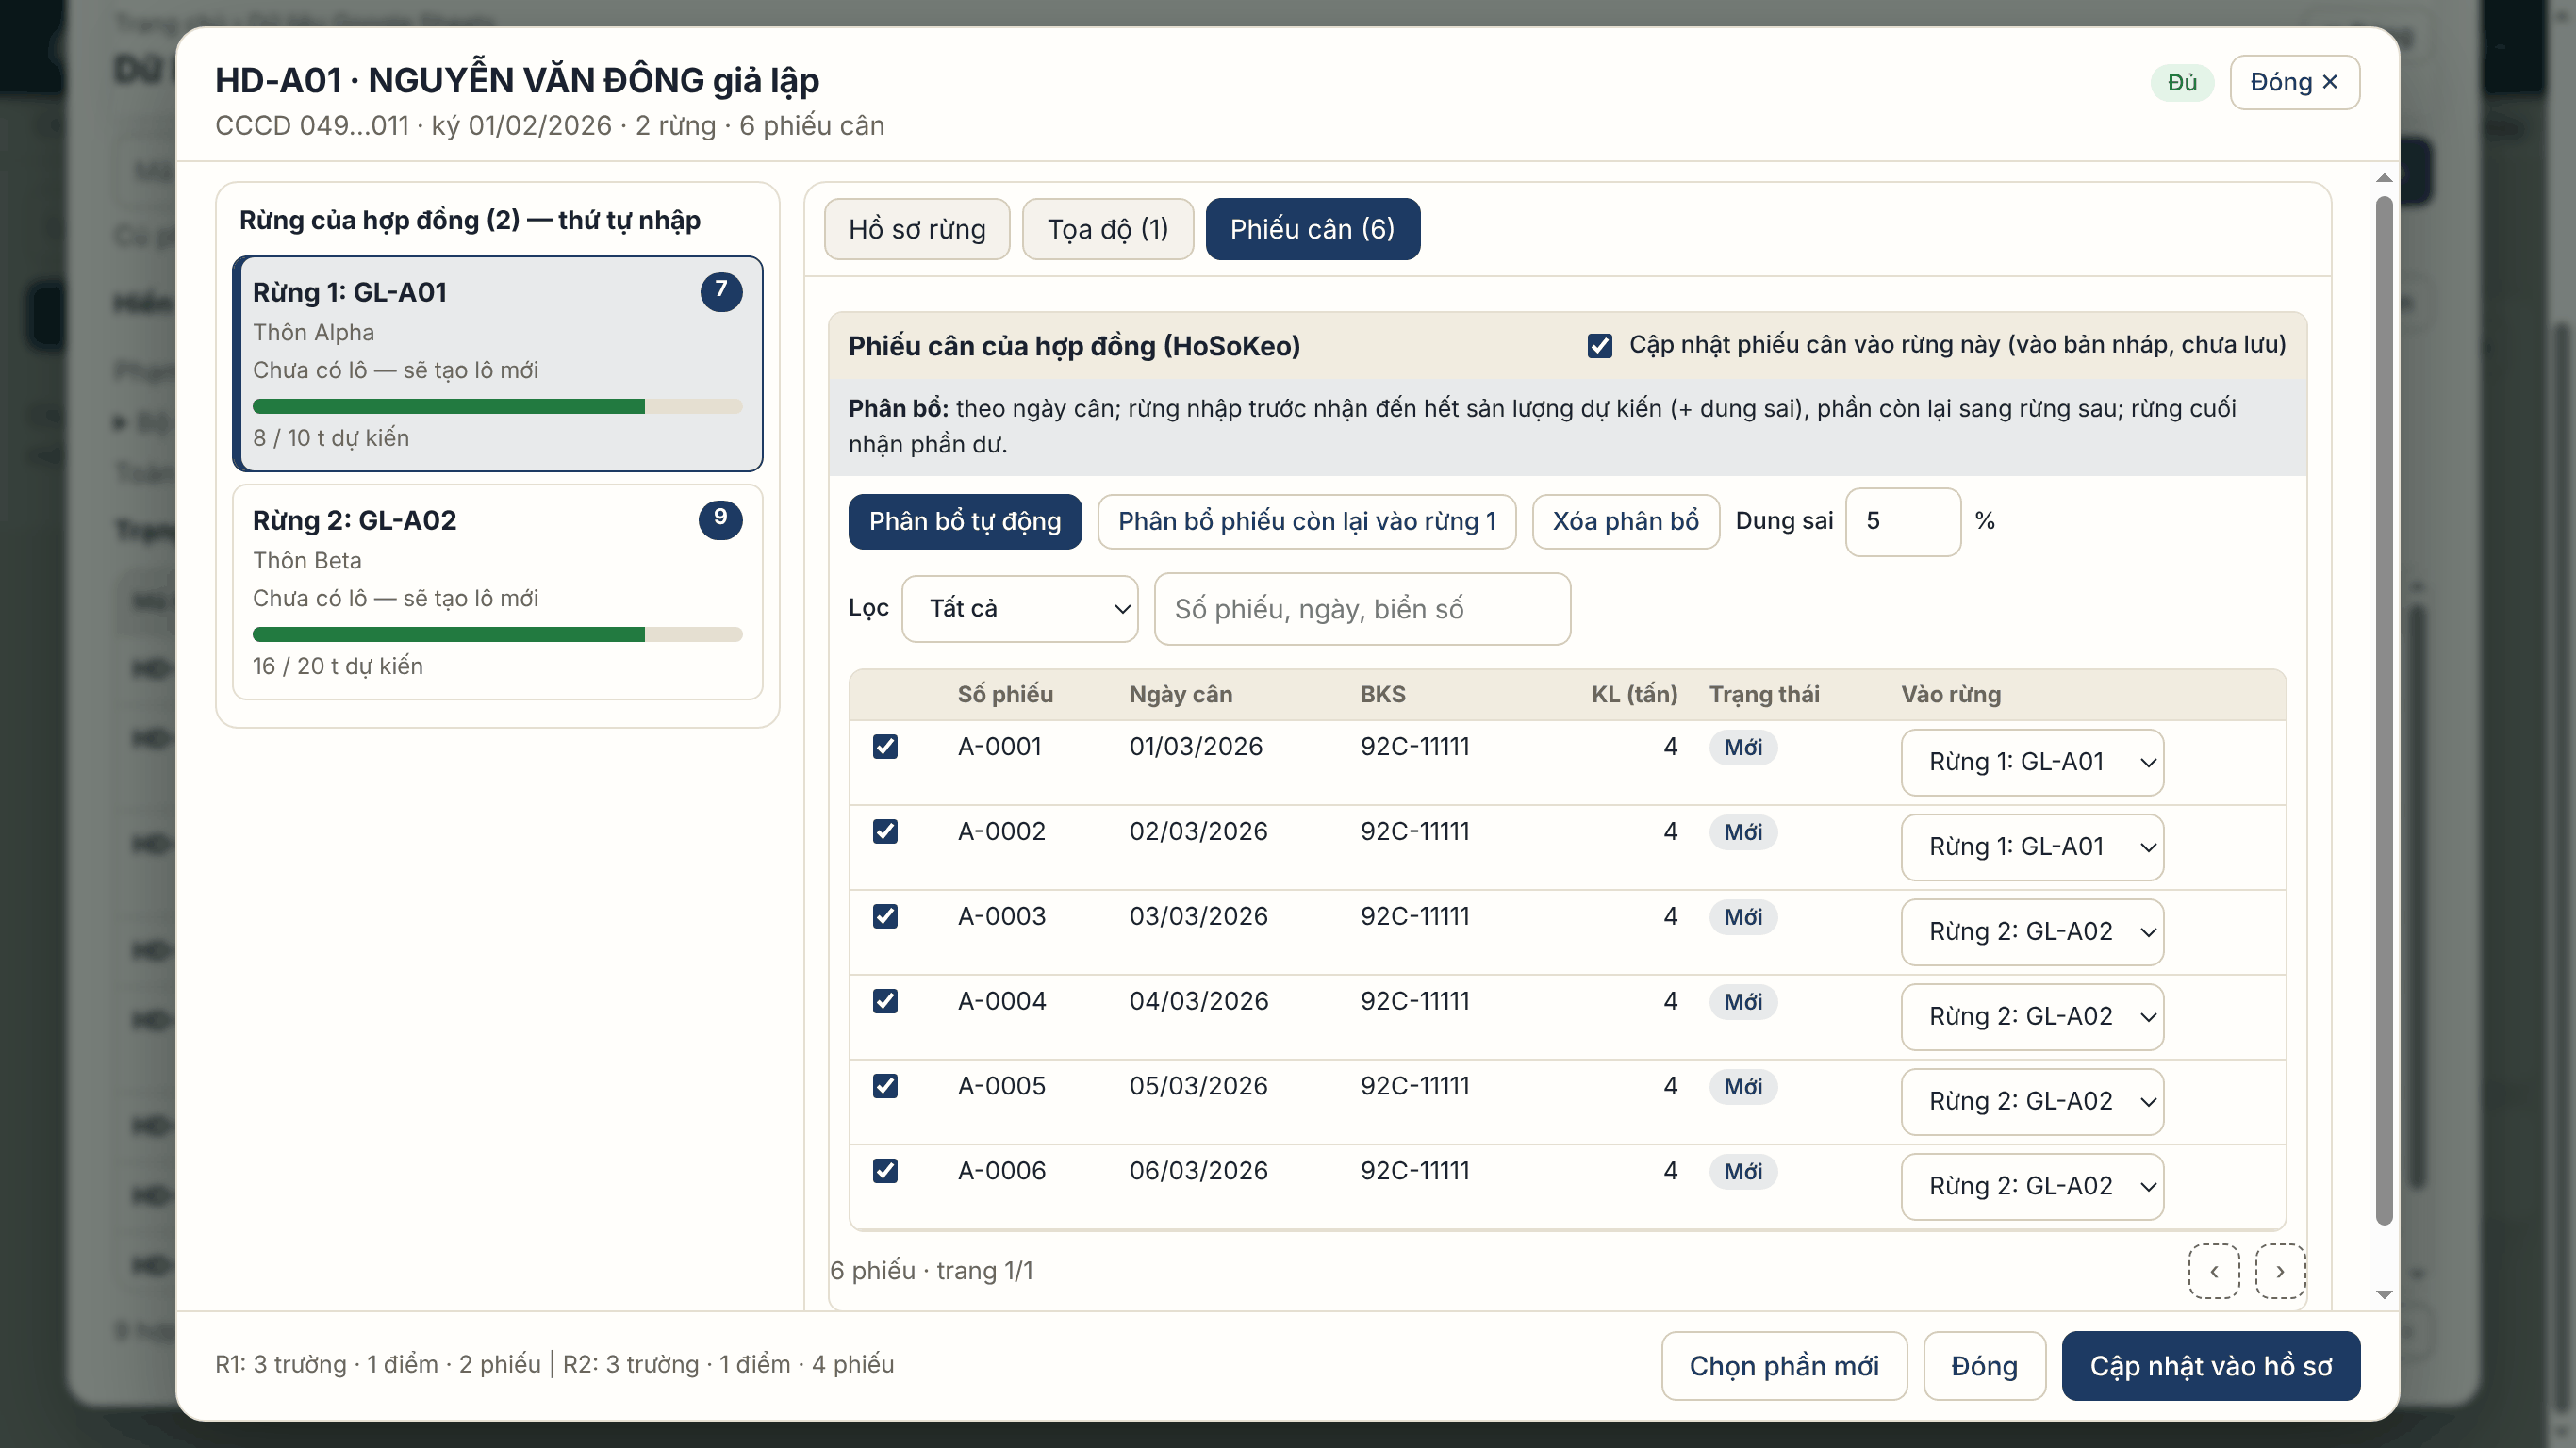 HD-A01 · NGUYỄN VĂN ĐÔNG giả lập
Đủ
Đóng ×
CCCD 049...011 · ký 01/02/2026 · 2 rừng · 6 phiếu cân
Rừng của hợp đồng (2) — thứ tự nhập
Rừng 1: GL-A01
7
Thôn Alpha
Chưa có lô — sẽ tạo lô mới
8 / 10 t dự kiến
Rừng 2: GL-A02
9
Thôn Beta
Chưa có lô — sẽ tạo lô mới
16 / 20 t dự kiến
Hồ sơ rừng
Tọa độ (1)
Phiếu cân (6)
Phiếu cân của hợp đồng (HoSoKeo)
Cập nhật phiếu cân vào rừng này (vào bản nháp, chưa lưu)
Phân bổ: theo ngày cân; rừng nhập trước nhận đến hết sản lượng dự kiến (+ dung sai), phần còn lại sang rừng sau; rừng cuối
nhận phần dư.
Phân bổ tự động
Phân bổ phiếu còn lại vào rừng 1
Xóa phân bổ
Dung sai 5 %
Lọc Tất cả Số phiếu, ngày, biển số
Số phiếu Ngày cân BKS KL (tấn) Trạng thái Vào rừng
A-0001 01/03/2026 92C-11111 4 Mới Rừng 1: GL-A01
A-0002 02/03/2026 92C-11111 4 Mới Rừng 1: GL-A01
A-0003 03/03/2026 92C-11111 4 Mới Rừng 2: GL-A02
A-0004 04/03/2026 92C-11111 4 Mới Rừng 2: GL-A02
A-0005 05/03/2026 92C-11111 4 Mới Rừng 2: GL-A02
A-0006 06/03/2026 92C-11111 4 Mới Rừng 2: GL-A02
6 phiếu · trang 1/1
‹ ›
R1: 3 trường · 1 điểm · 2 phiếu | R2: 3 trường · 1 điểm · 4 phiếu
Chọn phần mới
Đóng
Cập nhật vào hồ sơ